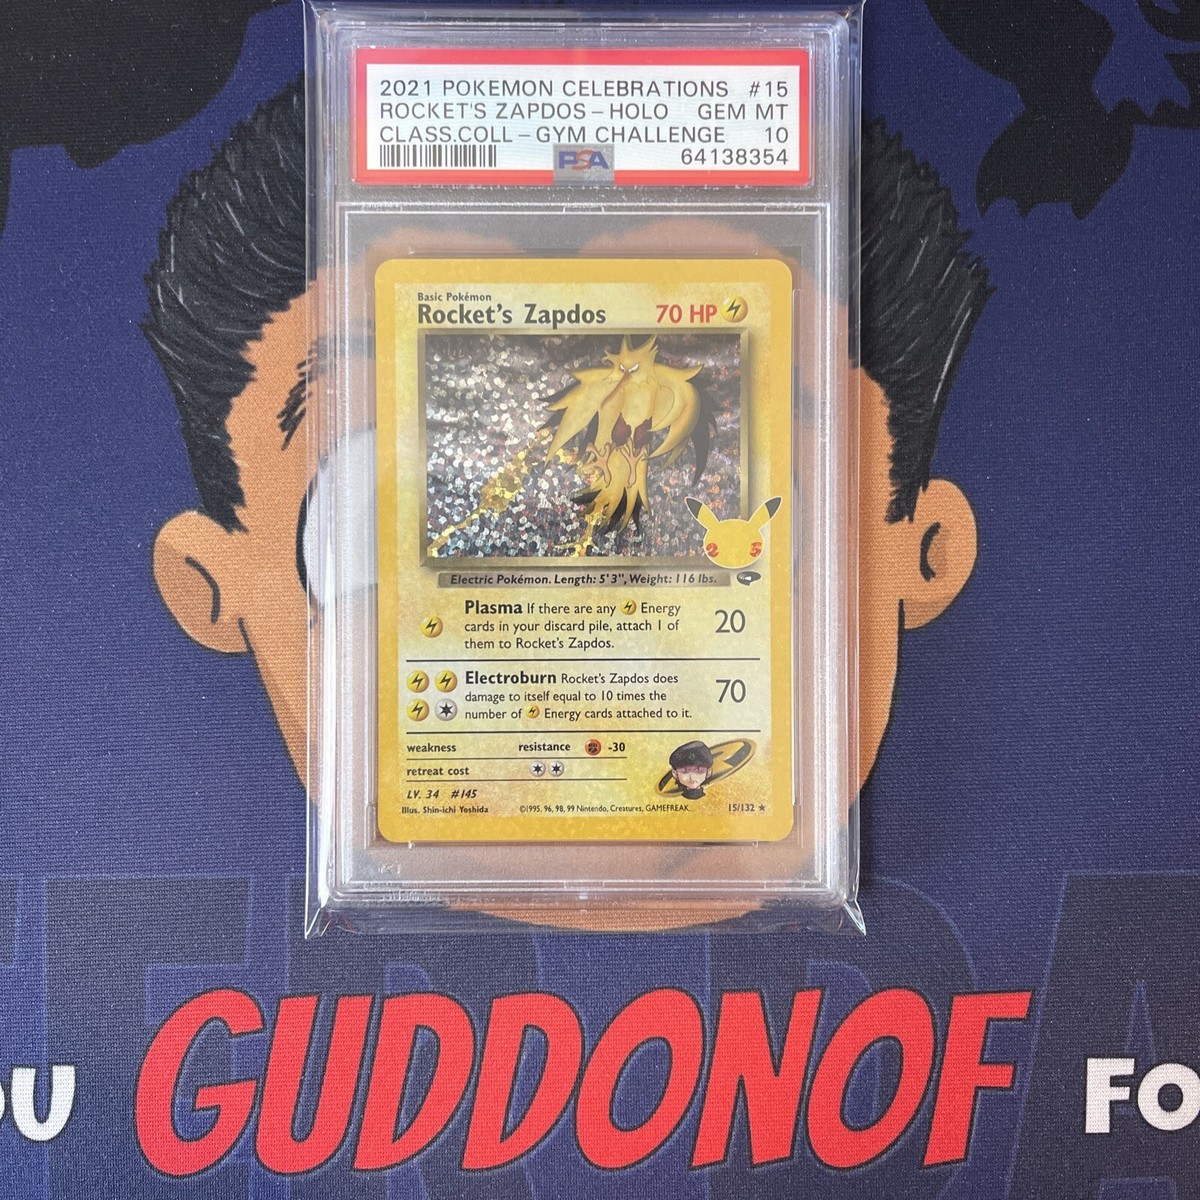 2021 POKEMON CELEBRATIONS #15
ROCKET'S ZAPDOS - HOLO GEM MT
CLASS.COLL - GYM CHALLENGE 10
PSA 64138354
Basic Pokémon
Rocket's Zapdos 70 HP
25
Electric Pokémon. Length: 5'3", Weight: 116 lbs.
Plasma If there are any Energy
cards in your discard pile, attach 1 of
them to Rocket's Zapdos.
20
Electroburn Rocket's Zapdos does
damage to itself equal to 10 times the
number of Energy cards attached to it.
70
weakness resistance -30
retreat cost
LV. 34 #145
Illus. Shin-ichi Yoshida ©1995, 96, 98, 99 Nintendo, Creatures, GAMEFREAK. 15/132 ★
OU GUDDONOF FO